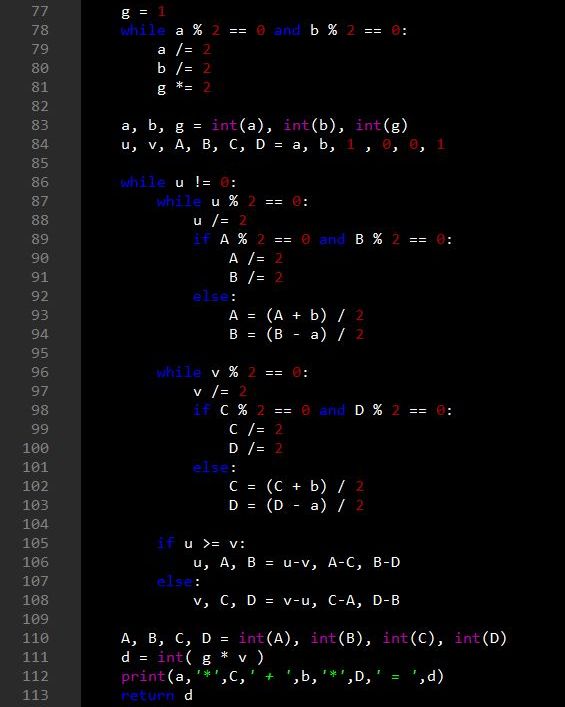 77 g = 1
78 while a % 2 == 0 and b % 2 == 0:
79 a /= 2
80 b /= 2
81 g *= 2
82
83 a, b, g = int(a), int(b), int(g)
84 u, v, A, B, C, D = a, b, 1 , 0, 0, 1
85
86 while u != 0:
87 while u % 2 == 0:
88 u /= 2
89 if A % 2 == 0 and B % 2 == 0:
90 A /= 2
91 B /= 2
92 else:
93 A = (A + b) / 2
94 B = (B - a) / 2
95
96 while v % 2 == 0:
97 v /= 2
98 if C % 2 == 0 and D % 2 == 0:
99 C /= 2
100 D /= 2
101 else:
102 C = (C + b) / 2
103 D = (D - a) / 2
104
105 if u >= v:
106 u, A, B = u-v, A-C, B-D
107 else:
108 v, C, D = v-u, C-A, D-B
109
110 A, B, C, D = int(A), int(B), int(C), int(D)
111 d = int( g * v )
112 print(a,'*',C,' + ',b,'*',D,' = ',d)
113 return d